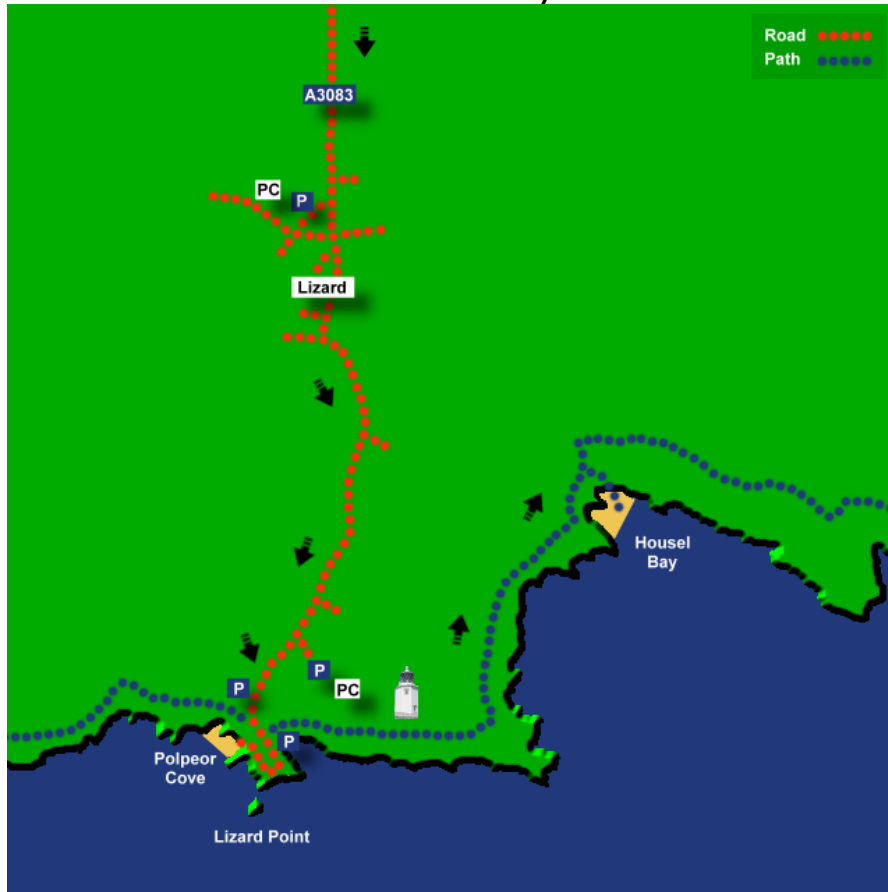 Road
Path
A3083
PC
P
Lizard
Housel
Bay
P
P
PC
P
Polpeor
Cove
Lizard Point